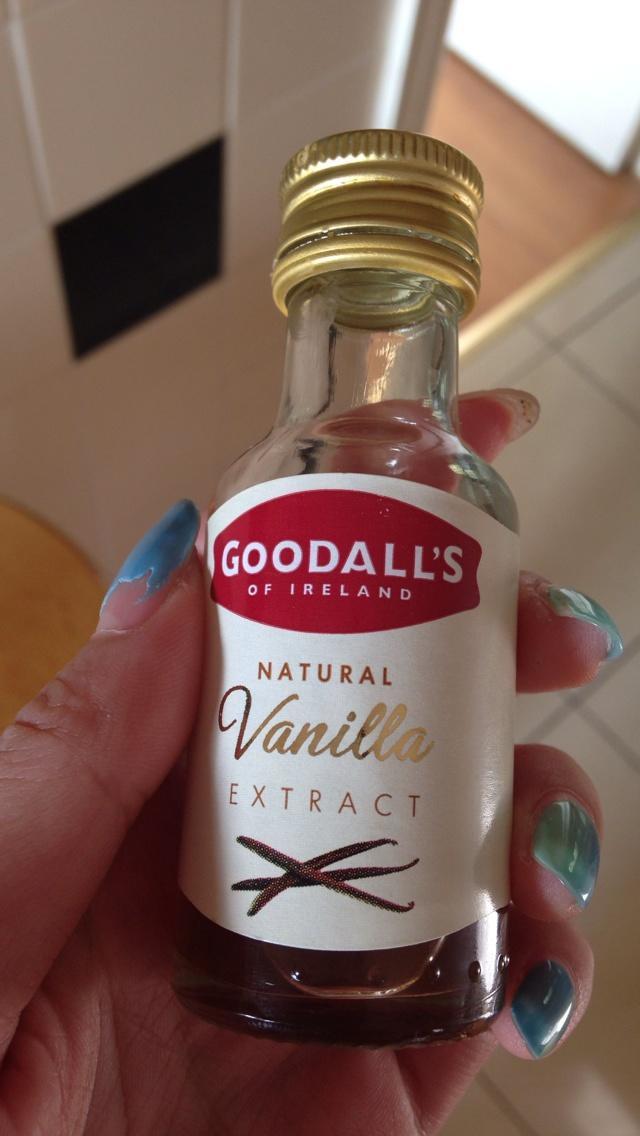 GOODALL'S
OF IRELAND
NATURAL
Vanilla
EXTRACT